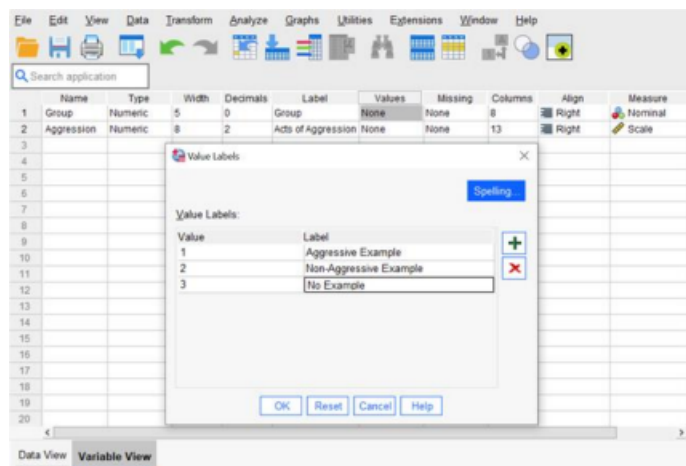 File Edit View Data Transform Analyze Graphs Utilities Extensions Window Help
Search application
Name Type Width Decimals Label Values Missing Columns Align Measure
1 Group Numeric 5 0 Group None None 8 Right Nominal
2 Aggression Numeric 8 2 Acts of Aggression None None 13 Right Scale
3
4
5
6
7
8
9
10
11
12
13
14
15
16
17
18
19
20
Value Labels
Spelling...
Value Labels:
Value Label
1 Aggressive Example
2 Non-Aggressive Example
3 No Example
OK Reset Cancel Help
Data View Variable View